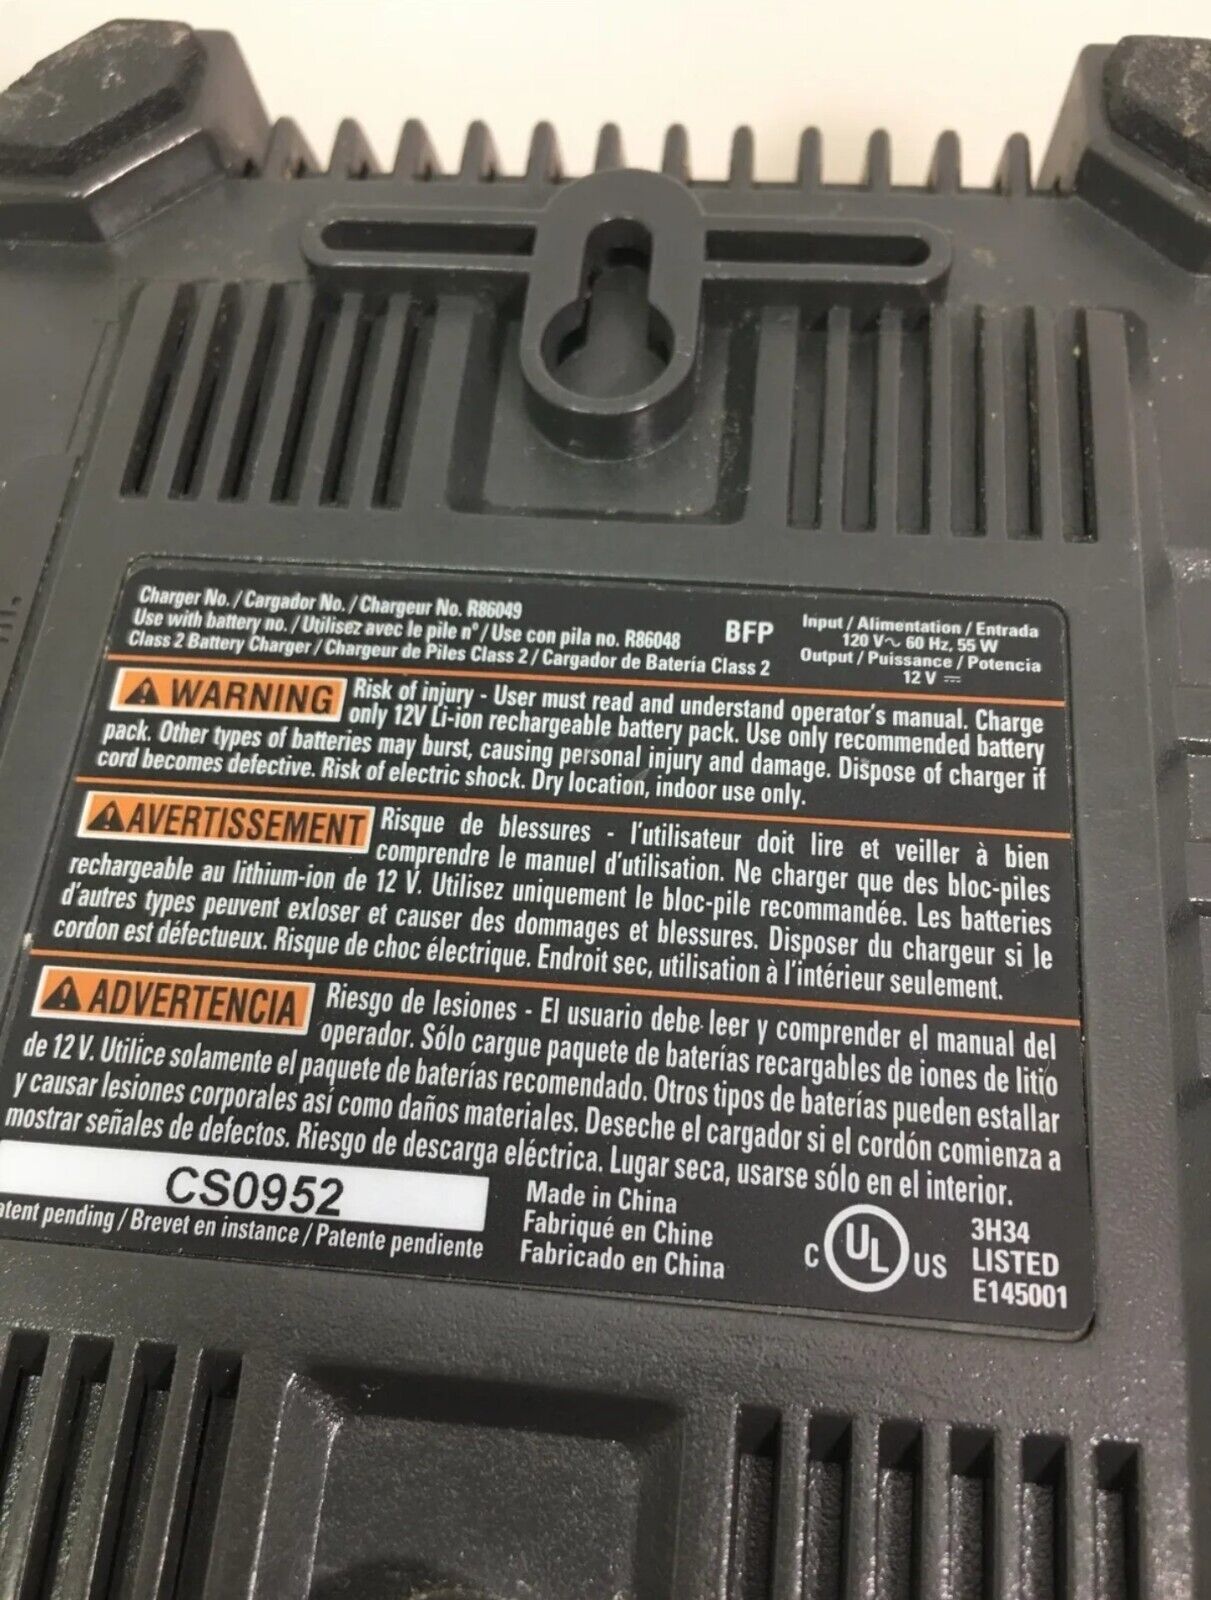 Charger No. / Cargador No. / Chargeur No. R86049
Use with battery no. / Utilisez avec le pile n° / Use con pila no. R86048
Class 2 Battery Charger / Chargeur de Piles Class 2 / Cargador de Batería Class 2
BFP
Input / Alimentation / Entrada
120 V~ 60 Hz, 55 W
Output / Puissance / Potencia
12 V ⎓
⚠ WARNING Risk of injury - User must read and understand operator's manual. Charge
only 12V Li-ion rechargeable battery pack. Use only recommended battery
pack. Other types of batteries may burst, causing personal injury and damage. Dispose of charger if
cord becomes defective. Risk of electric shock. Dry location, indoor use only.
⚠ AVERTISSEMENT Risque de blessures - l'utilisateur doit lire et veiller à bien
comprendre le manuel d'utilisation. Ne charger que des bloc-piles
rechargeable au lithium-ion de 12 V. Utilisez uniquement le bloc-pile recommandée. Les batteries
d'autres types peuvent exloser et causer des dommages et blessures. Disposer du chargeur si le
cordon est défectueux. Risque de choc électrique. Endroit sec, utilisation à l'intérieur seulement.
⚠ ADVERTENCIA Riesgo de lesiones - El usuario debe leer y comprender el manual del
operador. Sólo cargue paquete de baterías recargables de iones de litio
de 12 V. Utilice solamente el paquete de baterías recomendado. Otros tipos de baterías pueden estallar
y causar lesiones corporales así como daños materiales. Deseche el cargador si el cordón comienza a
mostrar señales de defectos. Riesgo de descarga eléctrica. Lugar seca, usarse sólo en el interior.
CS0952
atent pending / Brevet en instance / Patente pendiente
Made in China
Fabriqué en Chine
Fabricado en China
C UL US
3H34
LISTED
E145001